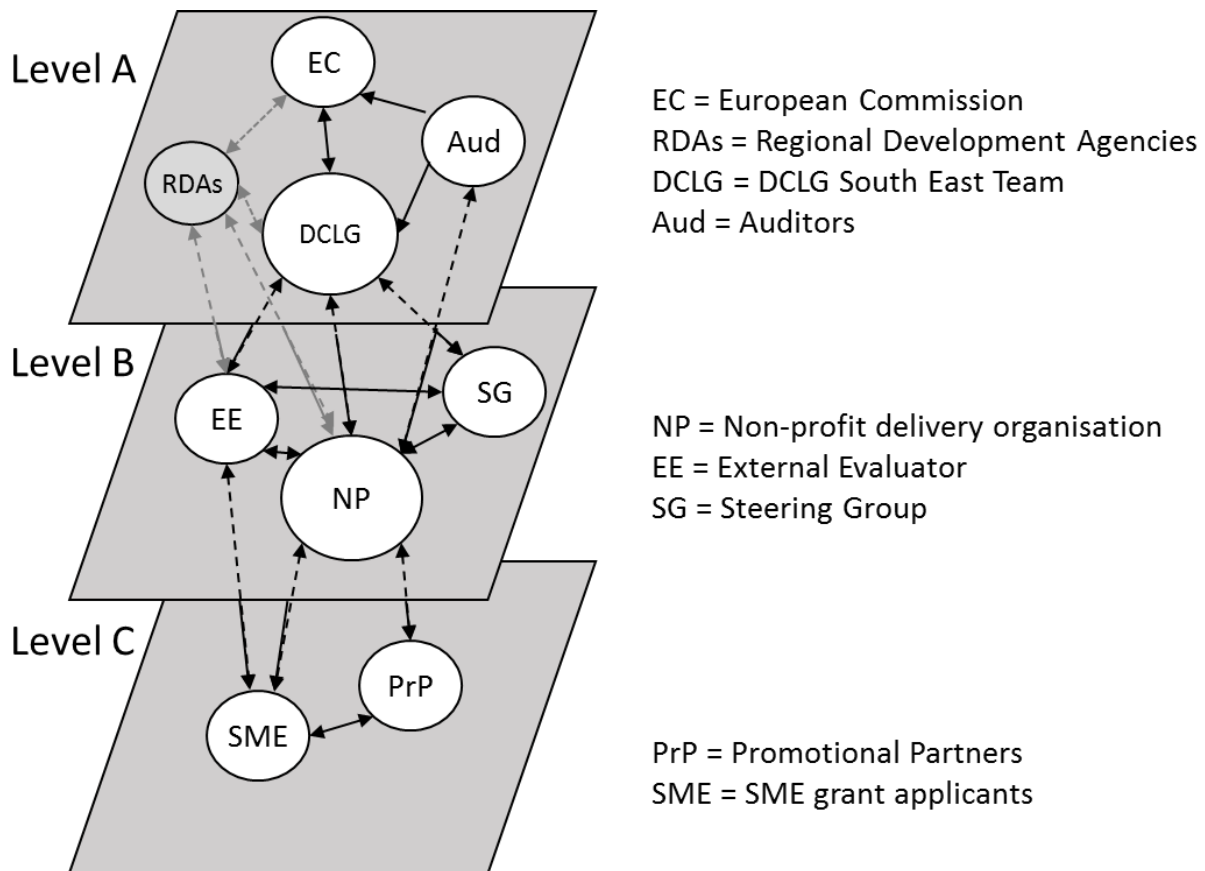 Level A
EC
Aud
RDAs
DCLG
EC = European Commission
RDAs = Regional Development Agencies
DCLG = DCLG South East Team
Aud = Auditors
Level B
SG
EE
NP
NP = Non-profit delivery organisation
EE = External Evaluator
SG = Steering Group
Level C
PrP
SME
PrP = Promotional Partners
SME = SME grant applicants